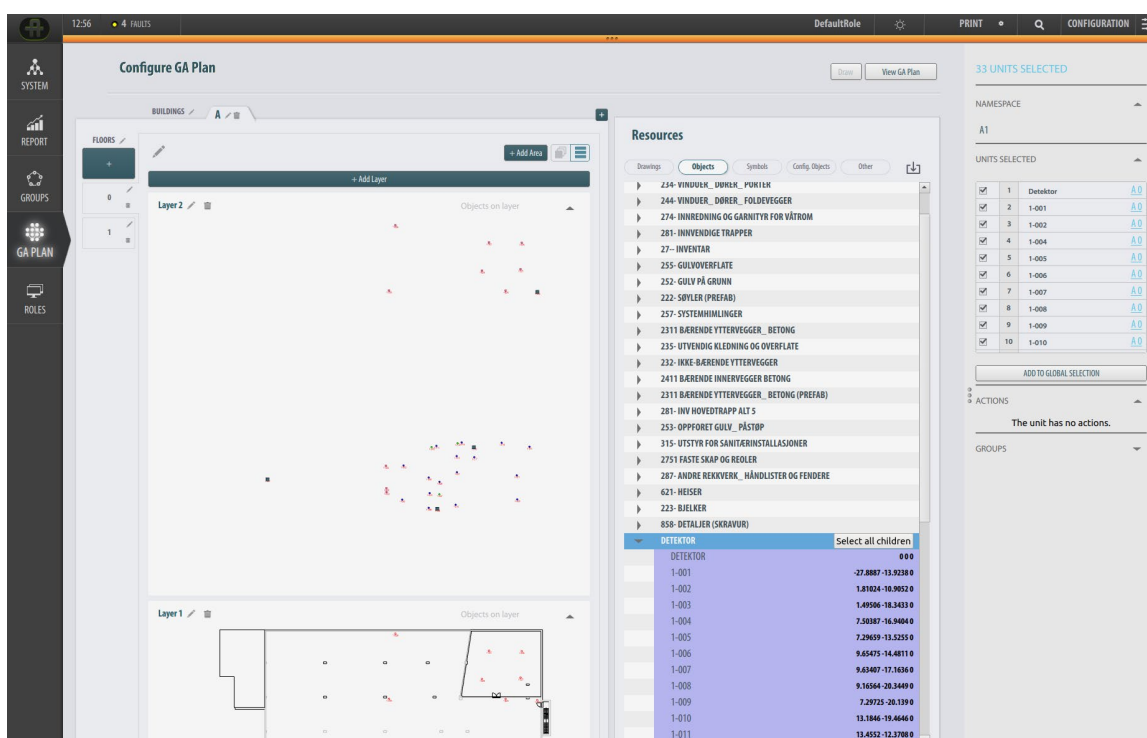 12:56 4 FAULTS DefaultRole PRINT CONFIGURATION
SYSTEM
REPORT
GROUPS
GA PLAN
ROLES
Configure GA Plan
Draw View GA Plan
BUILDINGS A
FLOORS
+
0
1
+ Add Area
+ Add Layer
Layer 2 Objects on layer
Layer 1 Objects on layer
Resources
Drawings Objects Symbols Config. Objects Other
234- VINDUER_ DØRER_ PORTER
244- VINDUER_ DØRER_ FOLDEVEGGER
274- INNREDNING OG GARNITYR FOR VÅTROM
281- INNVENDIGE TRAPPER
27-- INVENTAR
255- GULVOVERFLATE
252- GULV PÅ GRUNN
222- SØYLER (PREFAB)
257- SYSTEMHIMLINGER
2311 BÆRENDE YTTERVEGGER_ BETONG
235- UTVENDIG KLEDNING OG OVERFLATE
232- IKKE-BÆRENDE YTTERVEGGER
2411 BÆRENDE INNERVEGGER BETONG
2311 BÆRENDE YTTERVEGGER_ BETONG (PREFAB)
281- INV HOVEDTRAPP ALT 5
253- OPPFORET GULV_ PÅSTØP
315- UTSTYR FOR SANITÆRINSTALLASJONER
2751 FASTE SKAP OG REOLER
287- ANDRE REKKVERK_ HÅNDLISTER OG FENDERE
621- HEISER
223- BJELKER
858- DETALJER (SKRAVUR)
DETEKTOR Select all children
DETEKTOR 0 0 0
1-001 -27.8887 -13.9238 0
1-002 1.81024 -10.9052 0
1-003 1.49506 -18.3433 0
1-004 7.50387 -16.9404 0
1-005 7.29659 -13.5255 0
1-006 9.65475 -14.4811 0
1-007 9.63407 -17.1636 0
1-008 9.16564 -20.3449 0
1-009 7.29725 -20.139 0
1-010 13.1846 -19.4646 0
1-011 13.4552 -12.3708 0
33 UNITS SELECTED
NAMESPACE
A1
UNITS SELECTED
1 Detektor A 0
2 1-001 A 0
3 1-002 A 0
4 1-004 A 0
5 1-005 A 0
6 1-006 A 0
7 1-007 A 0
8 1-008 A 0
9 1-009 A 0
10 1-010 A 0
ADD TO GLOBAL SELECTION
ACTIONS
The unit has no actions.
GROUPS